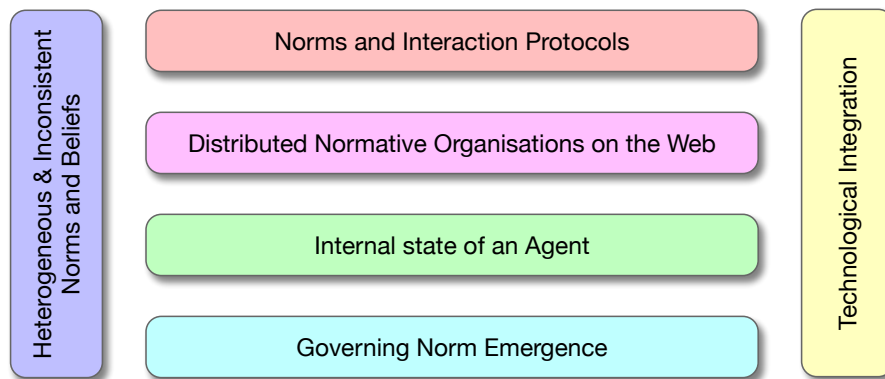 Heterogeneous & Inconsistent
Norms and Beliefs
Norms and Interaction Protocols
Distributed Normative Organisations on the Web
Internal state of an Agent
Governing Norm Emergence
Technological Integration